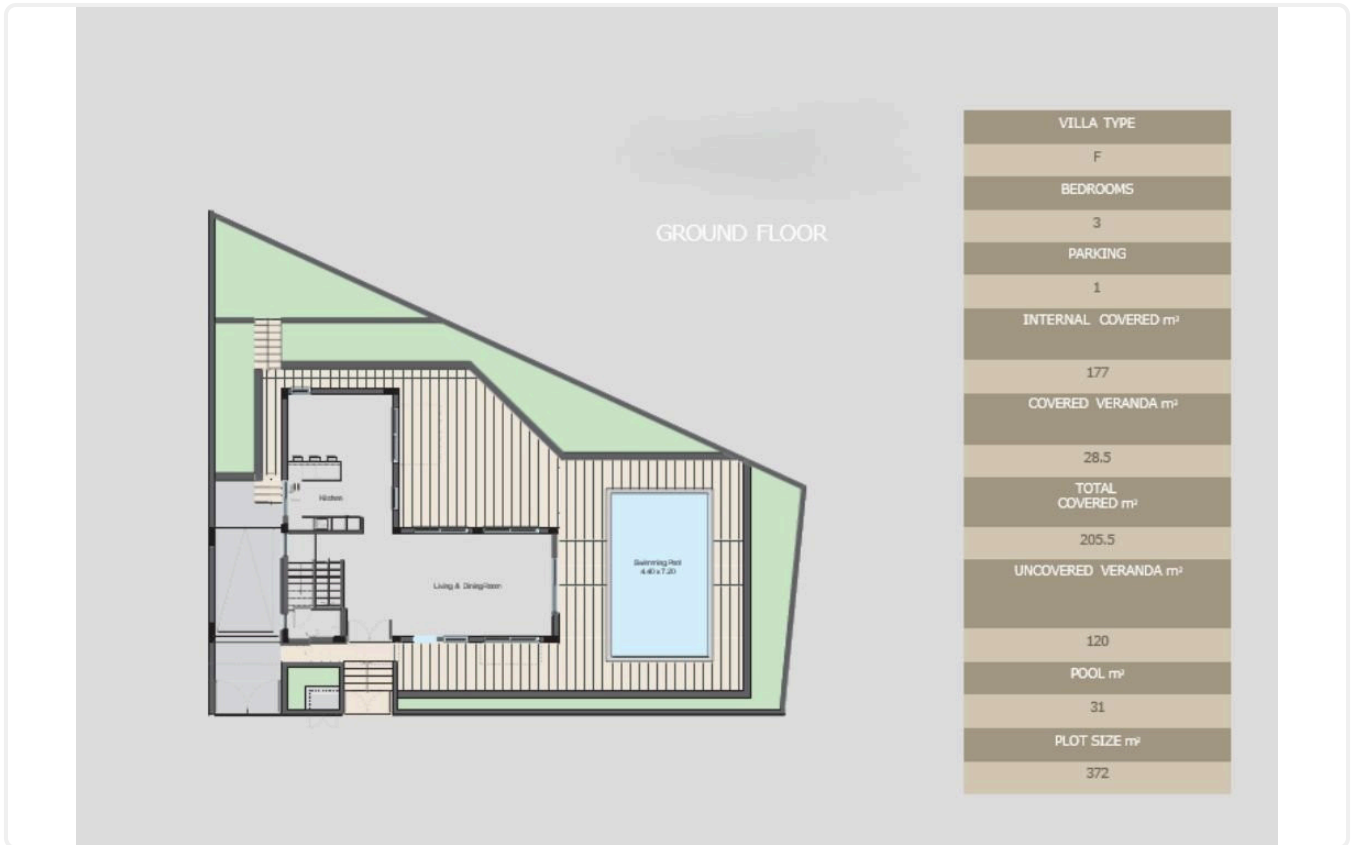 GROUND FLOOR
Kitchen
Living & Dining Room
Swimming Pool
4.40 x 7.20
VILLA TYPE
F
BEDROOMS
3
PARKING
1
INTERNAL COVERED m²
177
COVERED VERANDA m²
28.5
TOTAL
COVERED m²
205.5
UNCOVERED VERANDA m²
120
POOL m²
31
PLOT SIZE m²
372